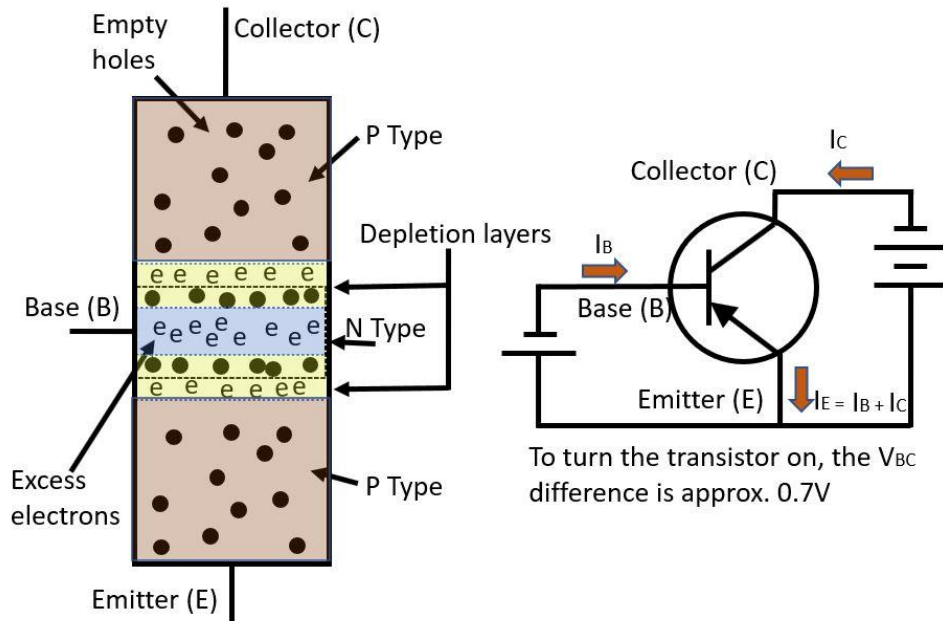 Empty
holes
Collector (C)
P Type
Depletion layers
e e e e e e
Base (B)
N Type
e e e e e e e e e
e e e e e e
Excess
electrons
P Type
Emitter (E)
IC
Collector (C)
IB
Base (B)
Emitter (E)
IE = IB + IC
To turn the transistor on, the VBC
difference is approx. 0.7V